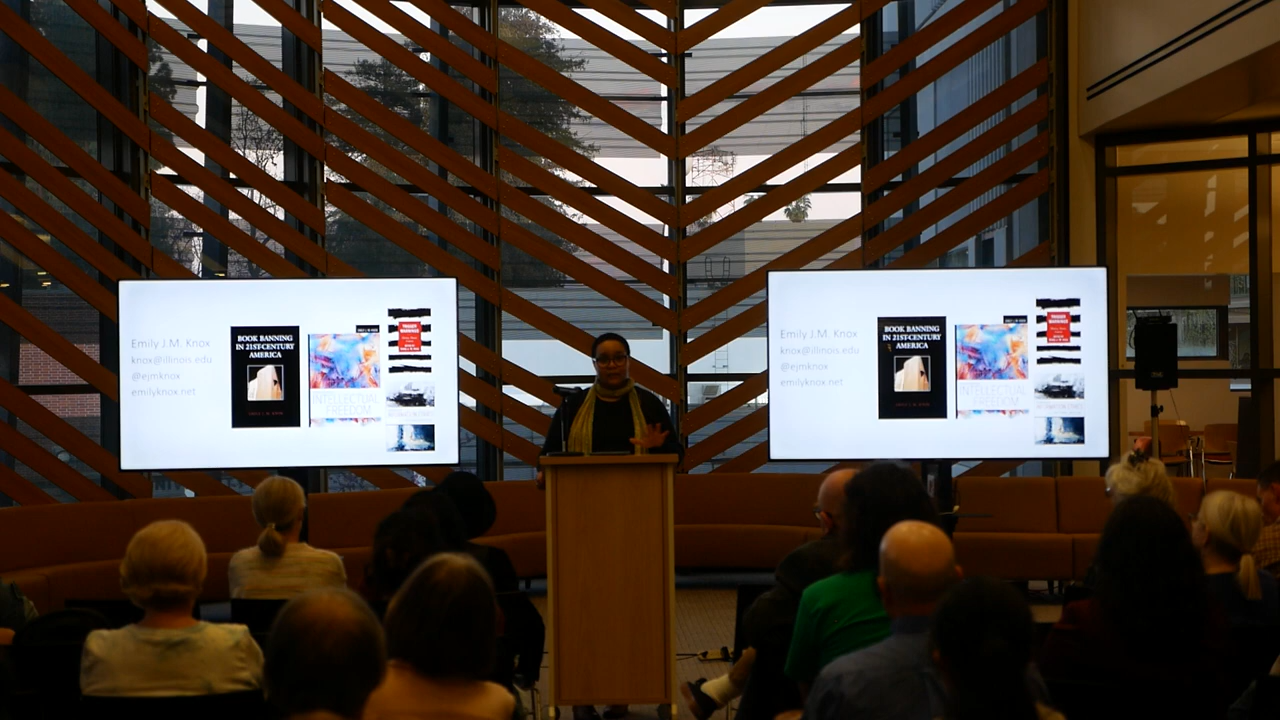 Emily J.M. Knox
knox@illinois.edu
@ejmknox
emilyknox.net
BOOK BANNING
IN 21ST-CENTURY
AMERICA
INTELLECTUAL
FREEDOM
Emily J.M. Knox
knox@illinois.edu
@ejmknox
emilyknox.net
BOOK BANNING
IN 21ST-CENTURY
AMERICA
INTELLECTUAL
FREEDOM